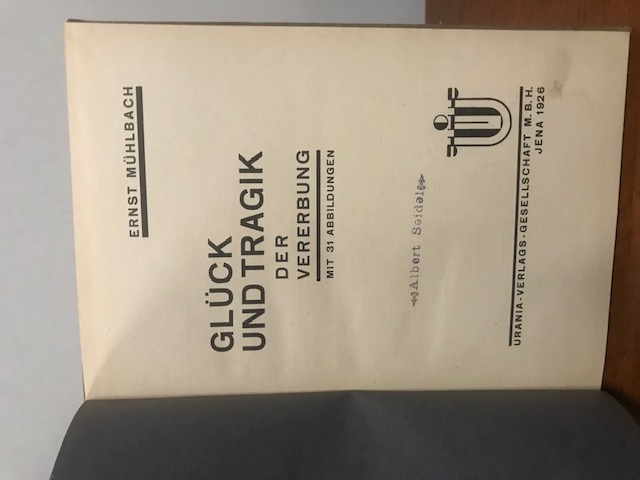 ERNST MÜHLBACH
GLÜCK
UND TRAGIK
DER
VERERBUNG
MIT 31 ABBILDUNGEN
Albert Seidel
URANIA-VERLAGS-GESELLSCHAFT M.B.H.
JENA 1926